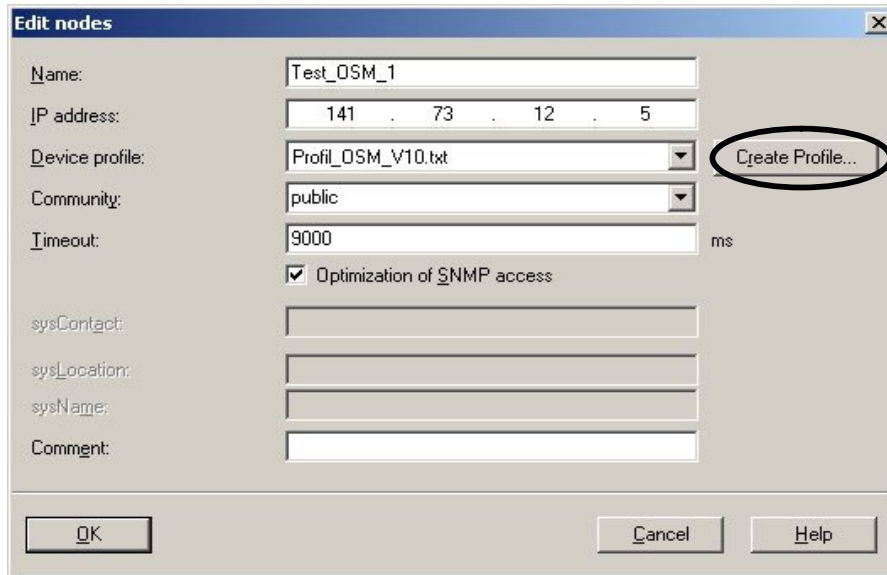 Edit nodes
Name: Test_OSM_1
IP address: 141 . 73 . 12 . 5
Device profile: Profil_OSM_V10.txt Create Profile...
Community: public
Timeout: 9000 ms
Optimization of SNMP access
sysContact:
sysLocation:
sysName:
Comment:
OK Cancel Help